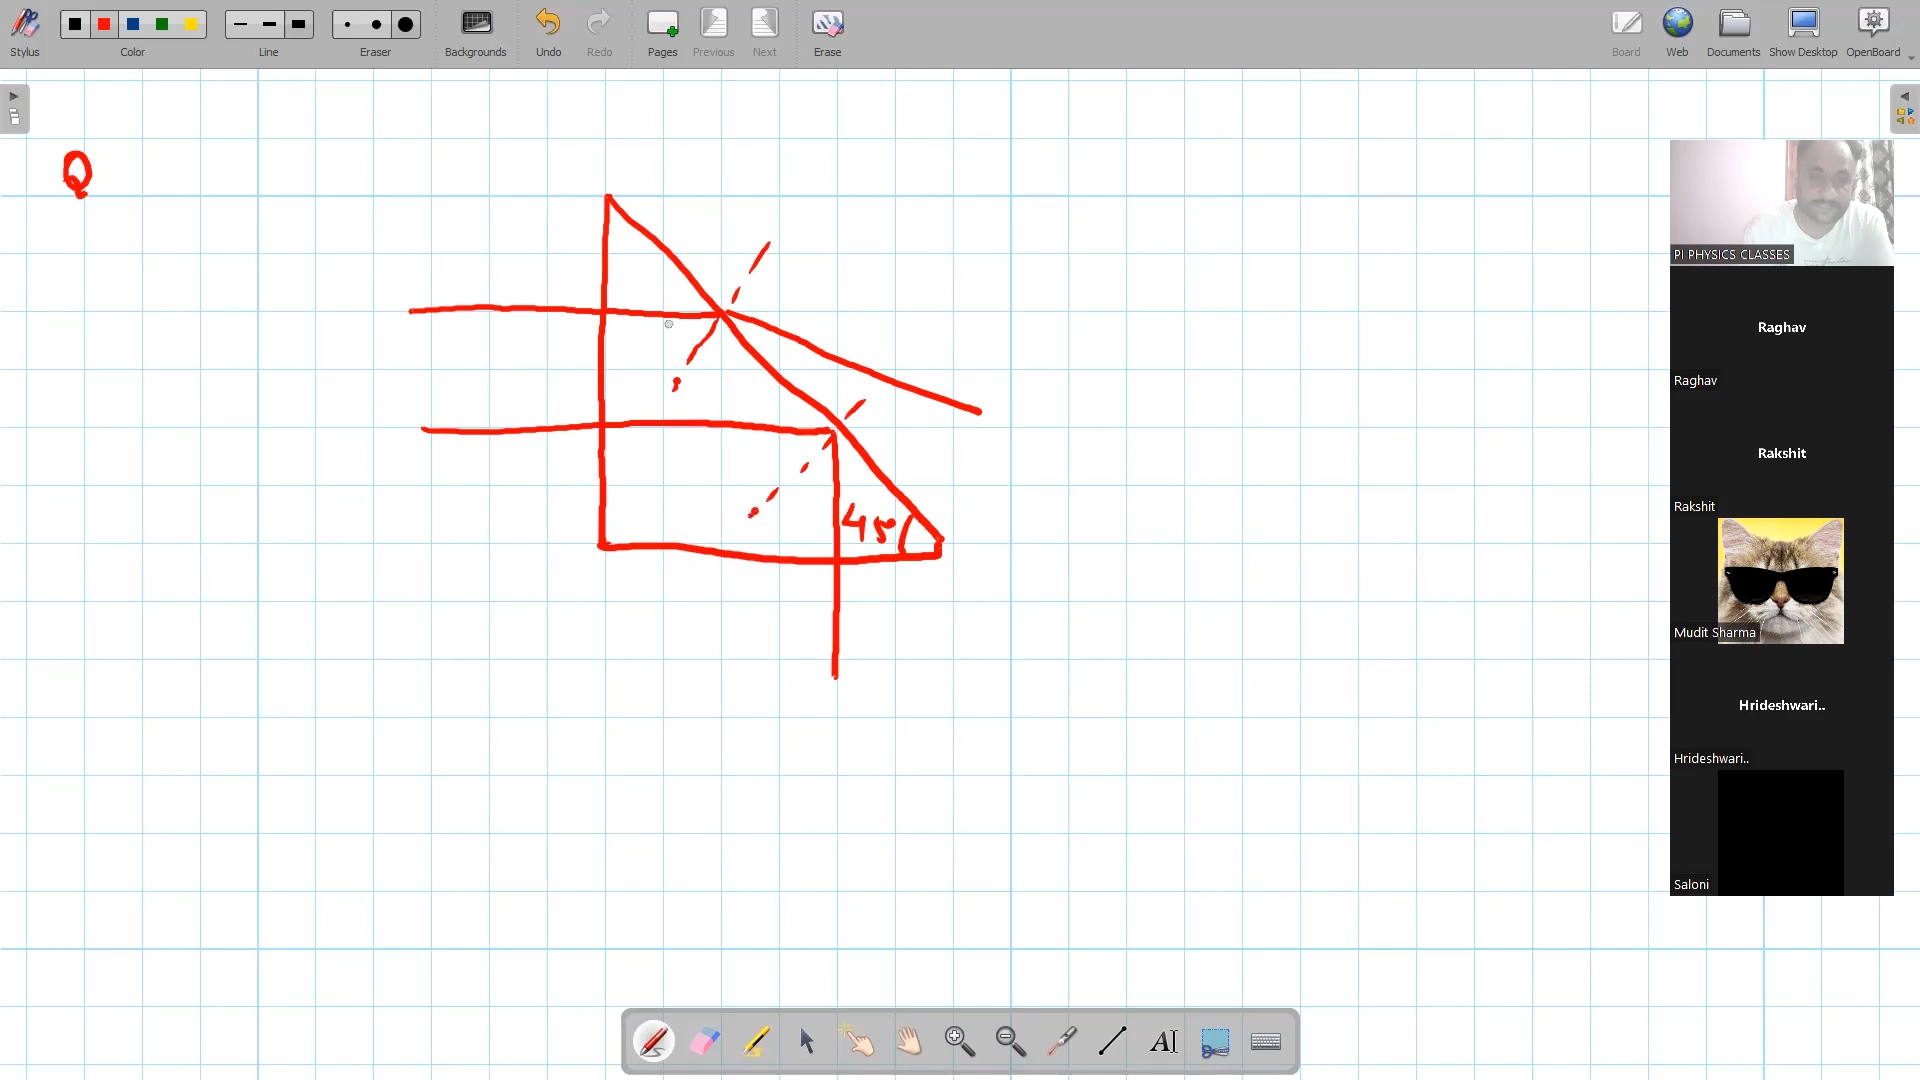 Stylus
Color
Line
Eraser
Backgrounds
Undo
Redo
Pages
Previous
Next
Erase
Board
Web
Documents
Show Desktop
OpenBoard
Q
45°
PI PHYSICS CLASSES
Raghav
Raghav
Rakshit
Rakshit
Mudit Sharma
Hrideshwari..
Hrideshwari..
Saloni